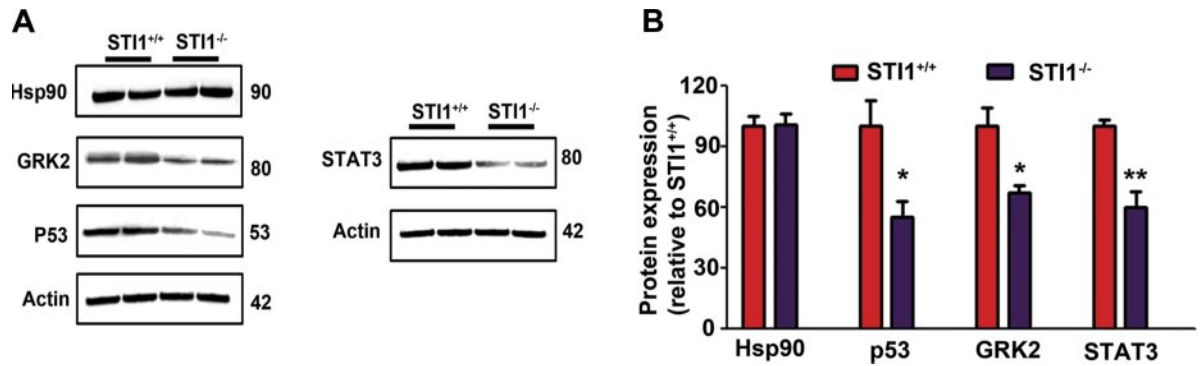 A
STI1+/+ STI1-/-
Hsp90 90
GRK2 80
P53 53
Actin 42
STI1+/+ STI1-/-
STAT3 80
Actin 42
B
STI1+/+ STI1-/-
Protein expression
(relative to STI1+/+)
120
90
60
30
0
* * **
Hsp90 p53 GRK2 STAT3